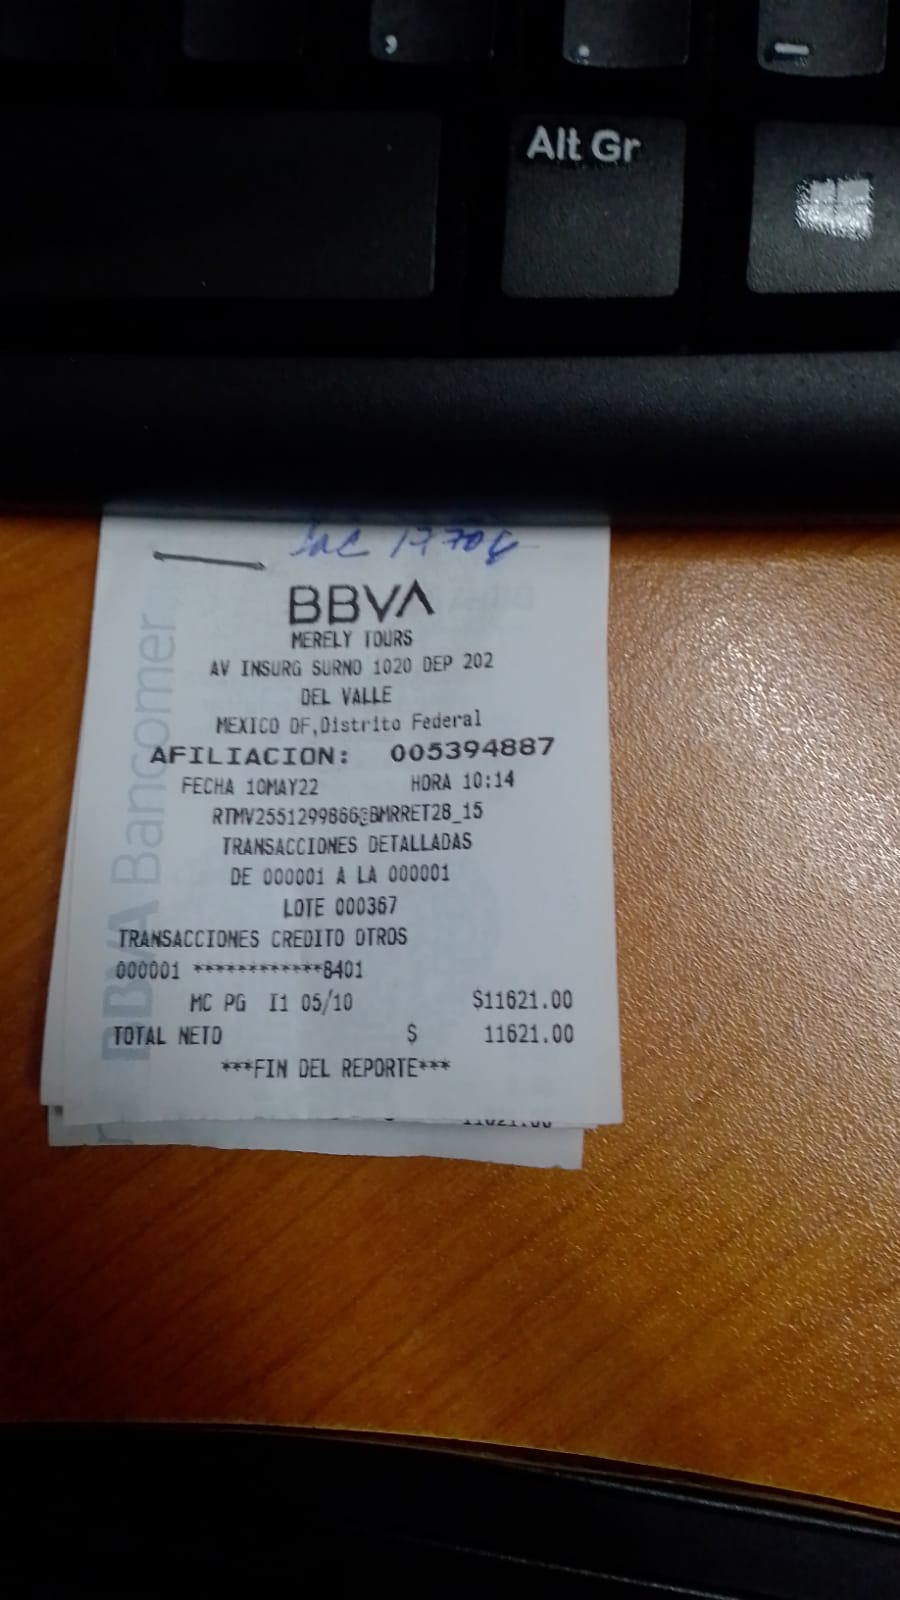 ,
.
-
Alt Gr
BBVA
MERELY TOURS
AV INSURG SURNO 1020 DEP 202
DEL VALLE
MEXICO DF,Distrito Federal
AFILIACION: 005394887
FECHA 10MAY22 HORA 10:14
RTMV2551299866@BMRRET28_15
TRANSACCIONES DETALLADAS
DE 000001 A LA 000001
LOTE 000367
TRANSACCIONES CREDITO OTROS
000001 ************8401
MC PG I1 05/10 $11621.00
TOTAL NETO $ 11621.00
***FIN DEL REPORTE***
11621.00
BBVA Bancomer